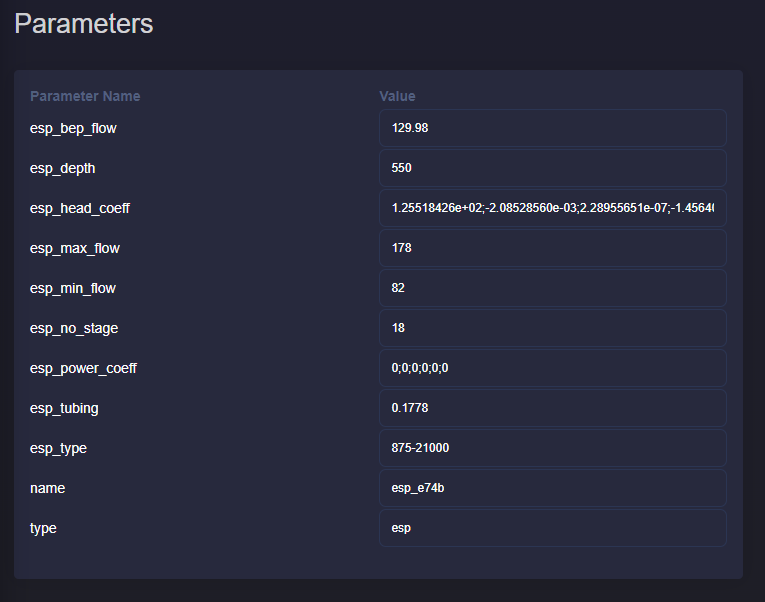 Parameters
Parameter Name Value
esp_bep_flow 129.98
esp_depth 550
esp_head_coeff 1.25518426e+02;-2.08528560e-03;2.28955651e-07;-1.4564
esp_max_flow 178
esp_min_flow 82
esp_no_stage 18
esp_power_coeff 0;0;0;0;0;0
esp_tubing 0.1778
esp_type 875-21000
name esp_e74b
type esp